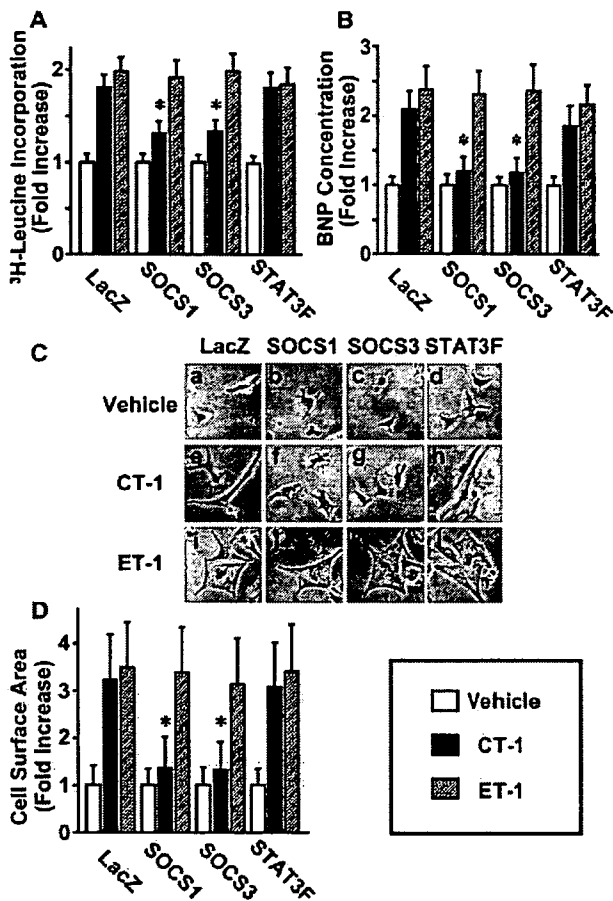 A
³H-Leucine Incorporation
(Fold Increase)
2
1
0
*
*
LacZ
SOCS1
SOCS3
STAT3F
B
BNP Concentration
(Fold Increase)
3
2
1
0
*
*
LacZ
SOCS1
SOCS3
STAT3F
C
LacZ SOCS1 SOCS3 STAT3F
Vehicle
a b c d
CT-1
e f g h
ET-1
i
D
Cell Surface Area
(Fold Increase)
4
3
2
1
0
*
*
LacZ
SOCS1
SOCS3
STAT3F
Vehicle
CT-1
ET-1